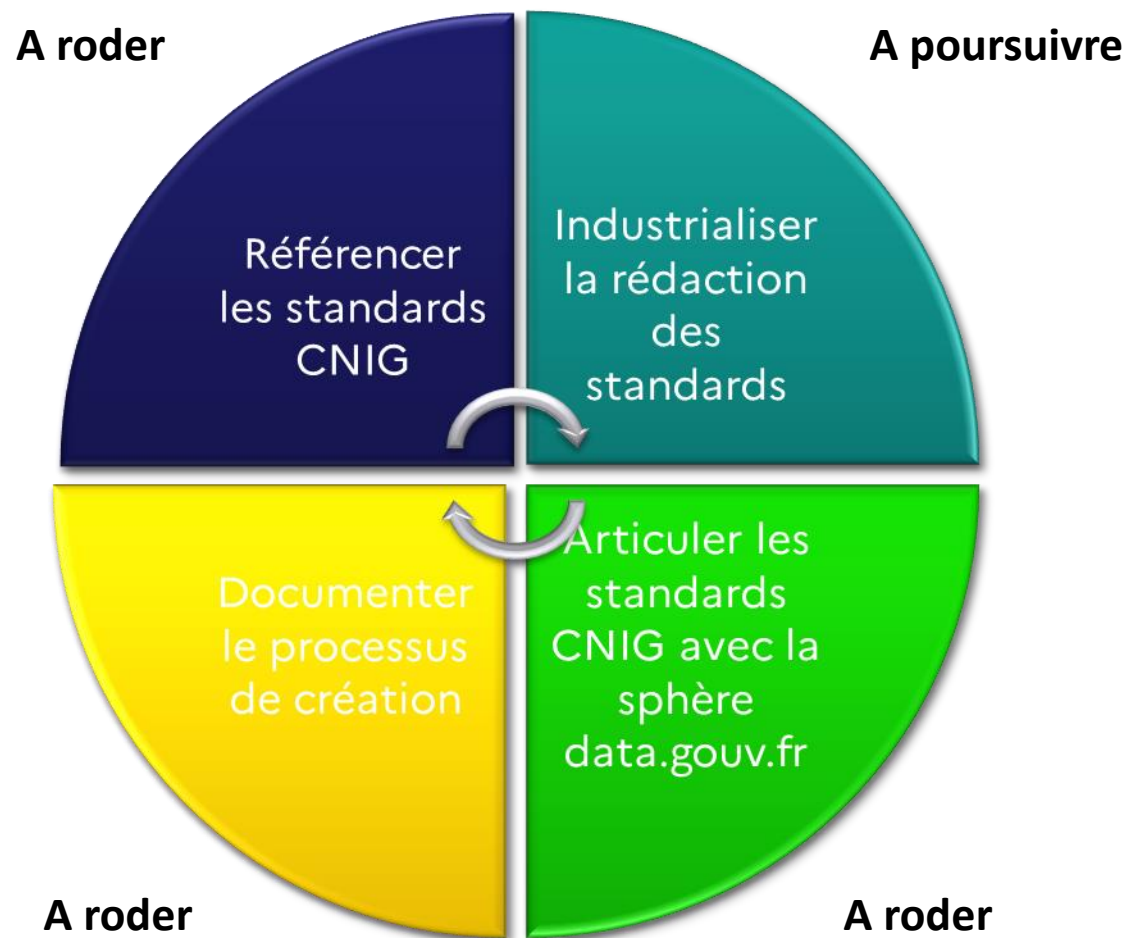 A roder
A poursuivre
Référencer
les standards
CNIG
Industrialiser
la rédaction
des
standards
Documenter
le processus
de création
Articuler les
standards
CNIG avec la
sphère
data.gouv.fr
A roder
A roder